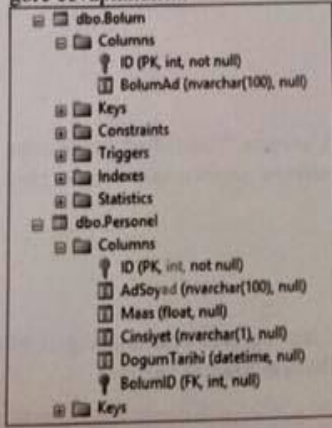 dbo.Bolum
Columns
ID (PK, int, not null)
BolumAd (nvarchar(100), null)
Keys
Constraints
Triggers
Indexes
Statistics
dbo.Personel
Columns
ID (PK, int, not null)
AdSoyad (nvarchar(100), null)
Maas (float, null)
Cinsiyet (nvarchar(1), null)
DogumTarihi (datetime, null)
BolumID (FK, int, null)
Keys